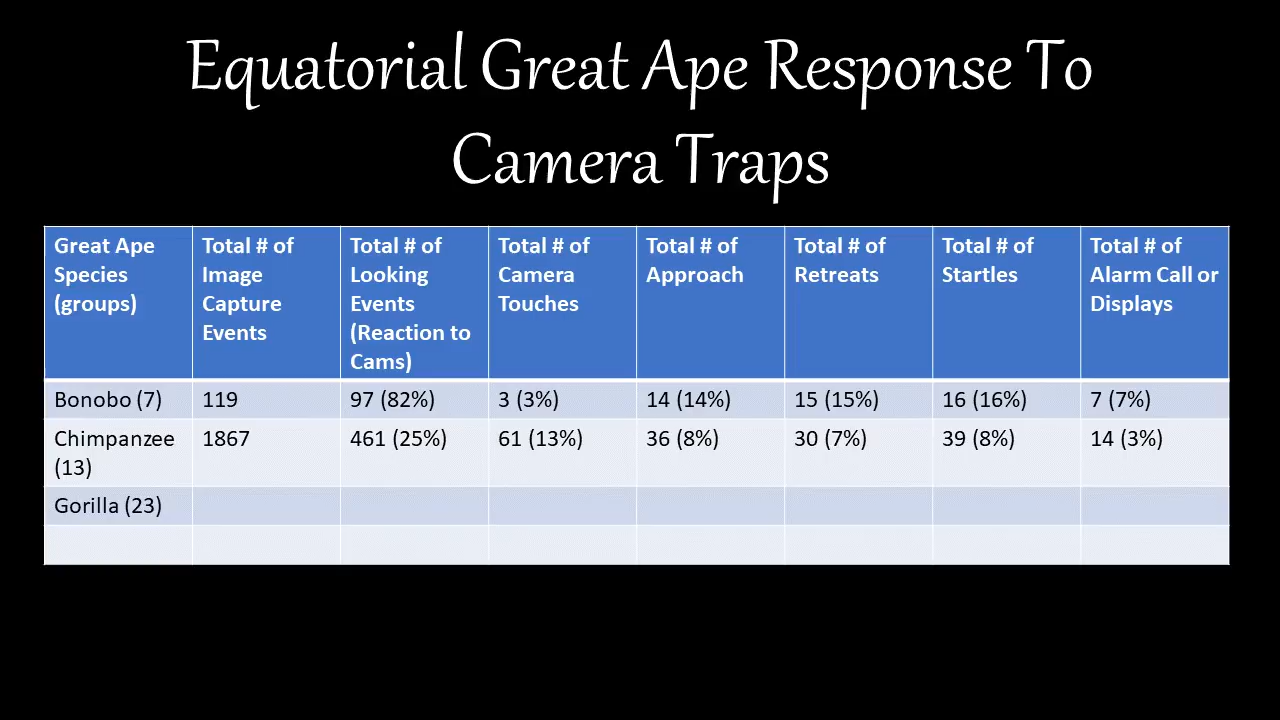 Equatorial Great Ape Response To
Camera Traps
Great Ape Species (groups) Total # of Image Capture Events Total # of Looking Events (Reaction to Cams) Total # of Camera Touches Total # of Approach Total # of Retreats Total # of Startles Total # of Alarm Call or Displays
Bonobo (7) 119 97 (82%) 3 (3%) 14 (14%) 15 (15%) 16 (16%) 7 (7%)
Chimpanzee (13) 1867 461 (25%) 61 (13%) 36 (8%) 30 (7%) 39 (8%) 14 (3%)
Gorilla (23)